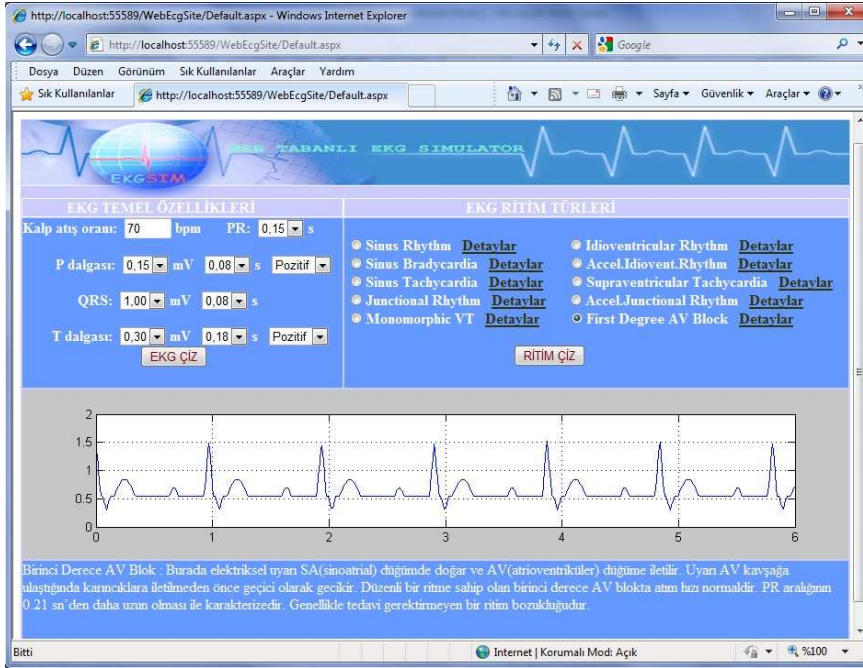 http://localhost:55589/WebEcgSite/Default.aspx - Windows Internet Explorer
http://localhost:55589/WebEcgSite/Default.aspx
Google
Dosya Düzen Görünüm Sık Kullanılanlar Araçlar Yardım
Sık Kullanılanlar http://localhost:55589/WebEcgSite/Default.aspx Sayfa Güvenlik Araçlar
WEB TABANLI EKG SIMULATOR
EKGSIM
EKG TEMEL ÖZELLİKLERİ
Kalp atış oranı: 70 bpm PR: 0,15 s
P dalgası: 0,15 mV 0,08 s Pozitif
QRS: 1,00 mV 0,08 s
T dalgası: 0,30 mV 0,18 s Pozitif
EKG ÇİZ
EKG RİTİM TÜRLERİ
Sinus Rhythm Detaylar Idioventricular Rhythm Detaylar
Sinus Bradycardia Detaylar Accel.Idiovent.Rhythm Detaylar
Sinus Tachycardia Detaylar Supraventricular Tachycardia Detaylar
Junctional Rhythm Detaylar Accel.Junctional Rhythm Detaylar
Monomorphic VT Detaylar First Degree AV Block Detaylar
RİTİM ÇİZ
2
1.5
1
0.5
0
0 1 2 3 4 5 6
Birinci Derece AV Blok : Burada elektriksel uyarı SA(sinoatrial) düğümde doğar ve AV(atrioventriküler) düğüme iletilir. Uyarı AV kavşağa
ulaştığında karıncıklara iletilmeden önce geçici olarak gecikir. Düzenli bir ritme sahip olan birinci derece AV blokta atım hızı normaldir. PR aralığının
0.21 sn'den daha uzun olması ile karakterizedir. Genellikle tedavi gerektirmeyen bir ritim bozukluğudur.
Bitti Internet | Korumalı Mod: Açık %100